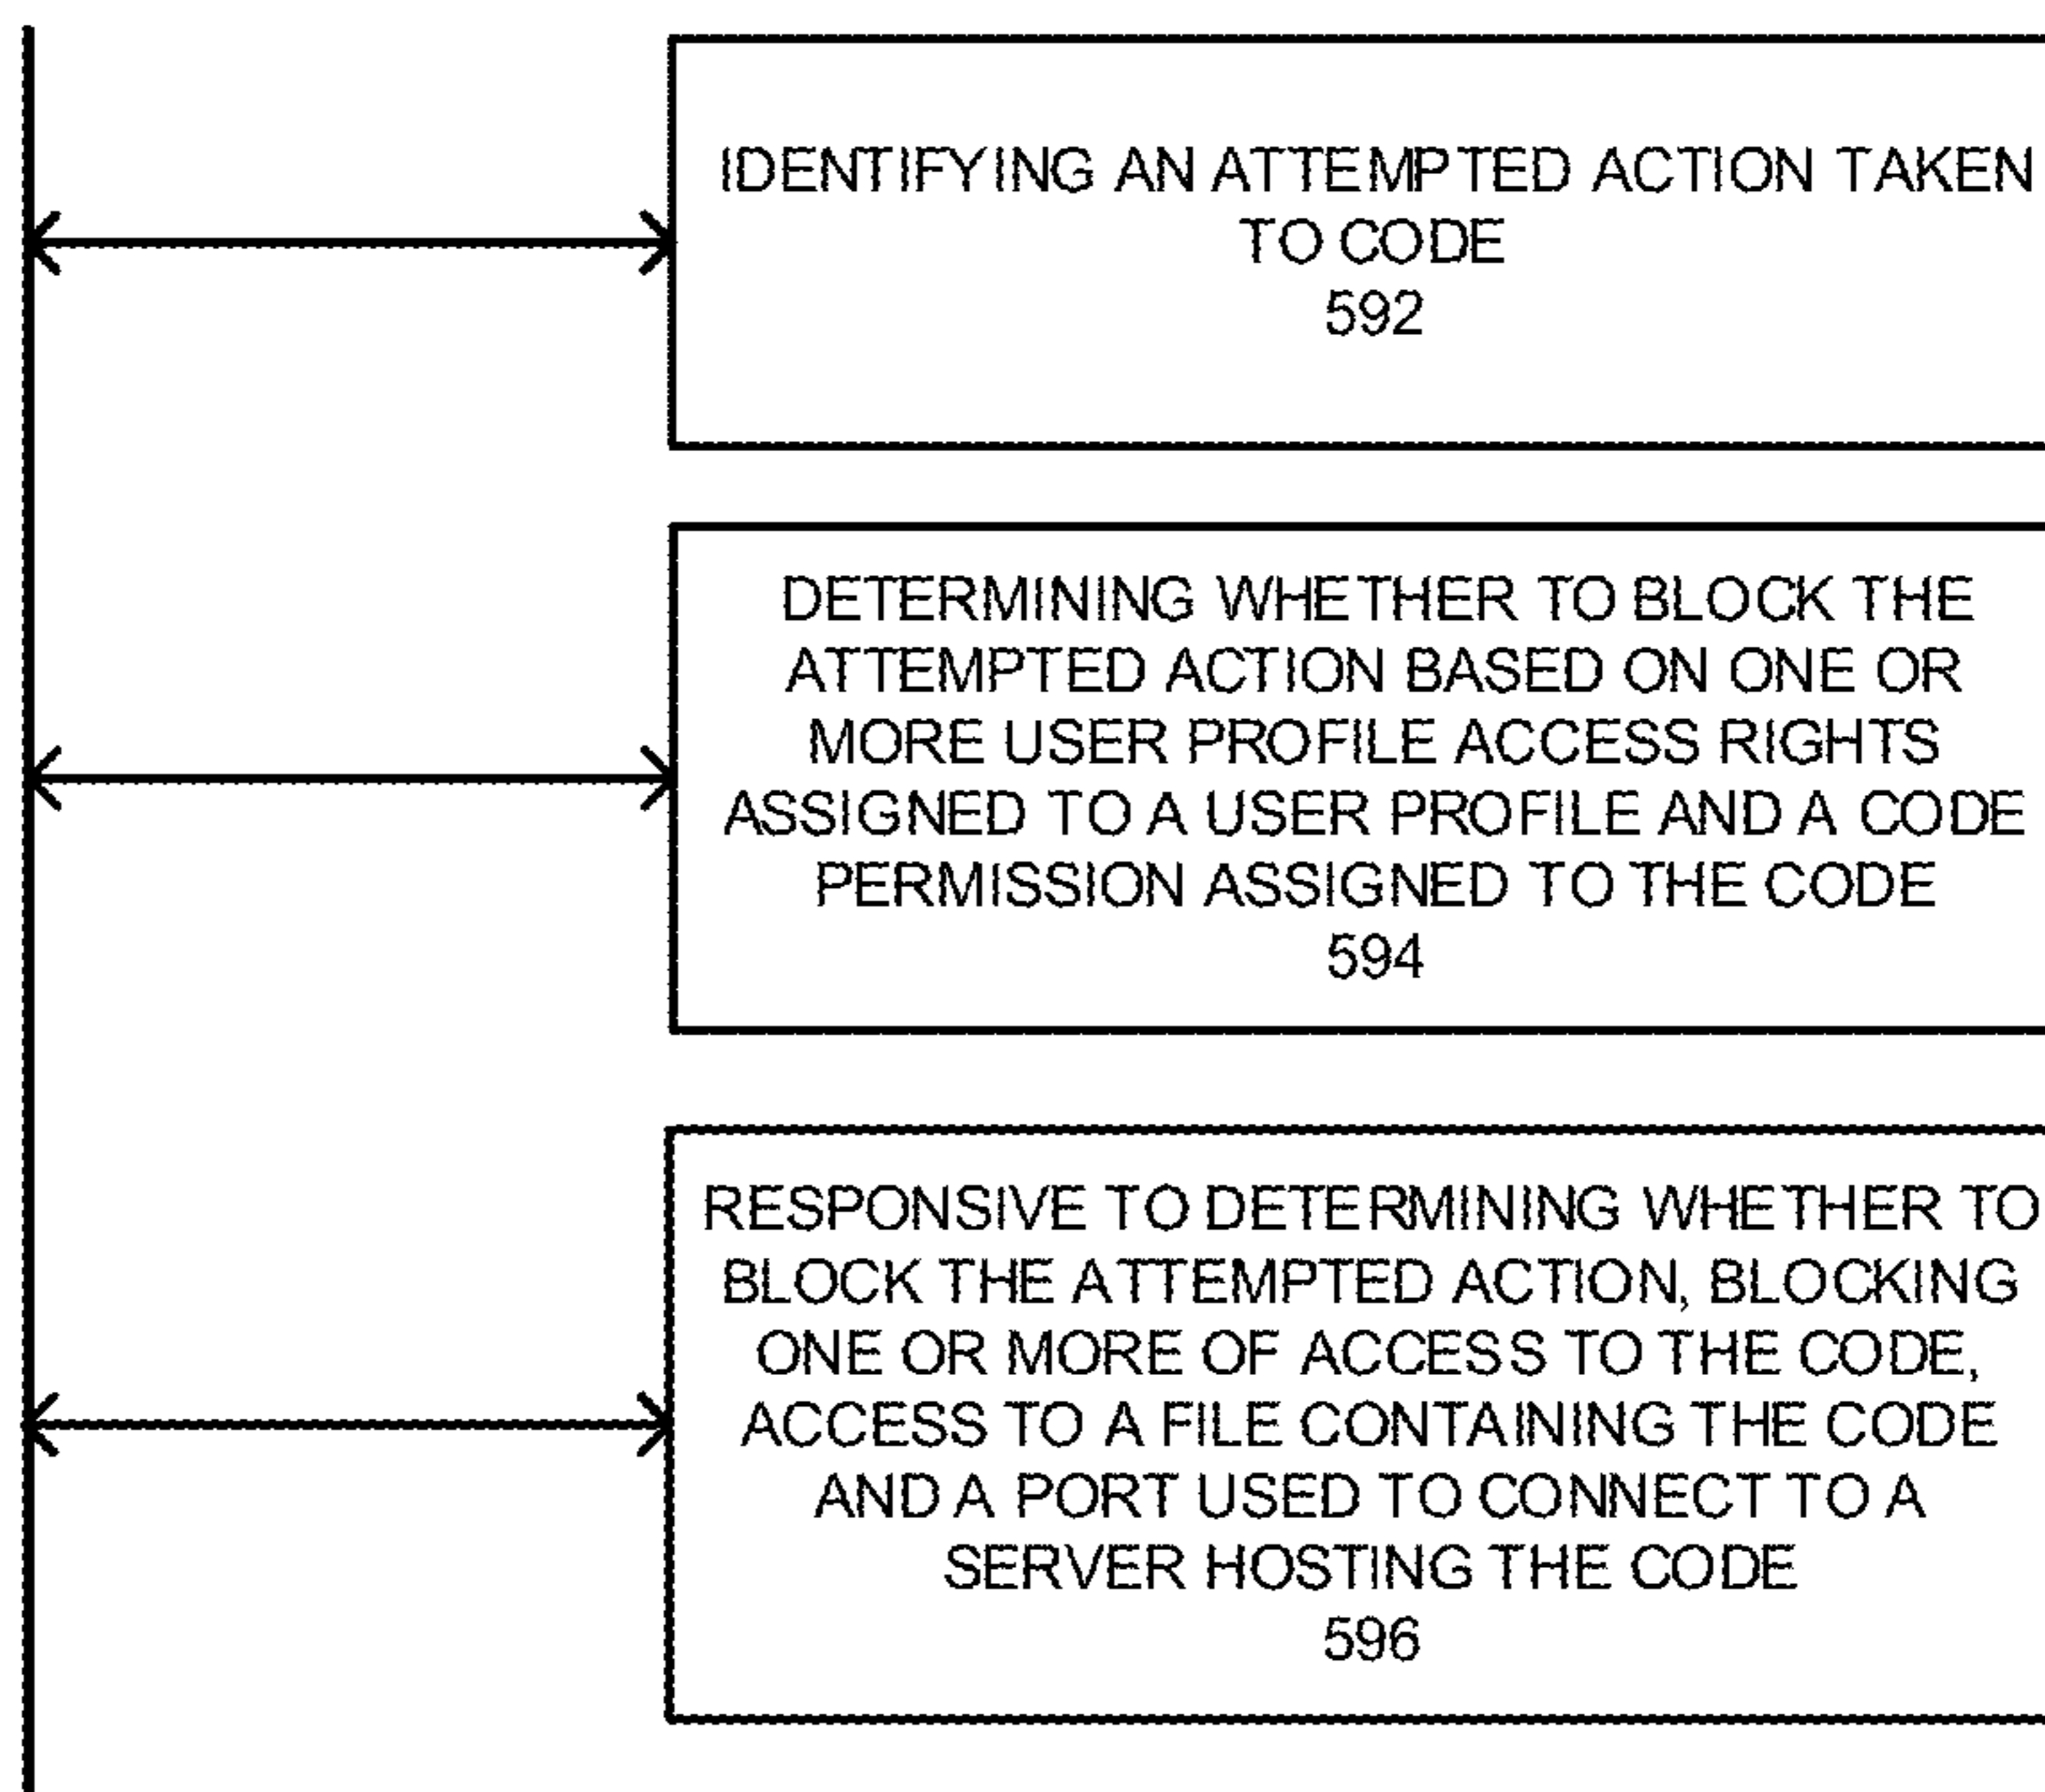 IDENTIFYING AN ATTEMPTED ACTION TAKEN
TO CODE
592
DETERMINING WHETHER TO BLOCK THE
ATTEMPTED ACTION BASED ON ONE OR
MORE USER PROFILE ACCESS RIGHTS
ASSIGNED TO A USER PROFILE AND A CODE
PERMISSION ASSIGNED TO THE CODE
594
RESPONSIVE TO DETERMINING WHETHER TO
BLOCK THE ATTEMPTED ACTION, BLOCKING
ONE OR MORE OF ACCESS TO THE CODE,
ACCESS TO A FILE CONTAINING THE CODE
AND A PORT USED TO CONNECT TO A
SERVER HOSTING THE CODE
596